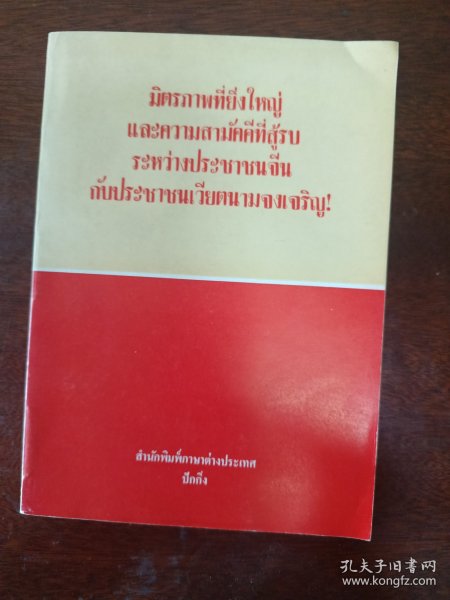 มิตรภาพที่ยิ่งใหญ่
และความสามัคคีที่สู้รบ
ระหว่างประชาชนจีน
กับประชาชนเวียดนามจงเจริญ!
สำนักพิมพ์ภาษาต่างประเทศ
ปักกิ่ง
孔夫子旧书网
www.kongfz.com